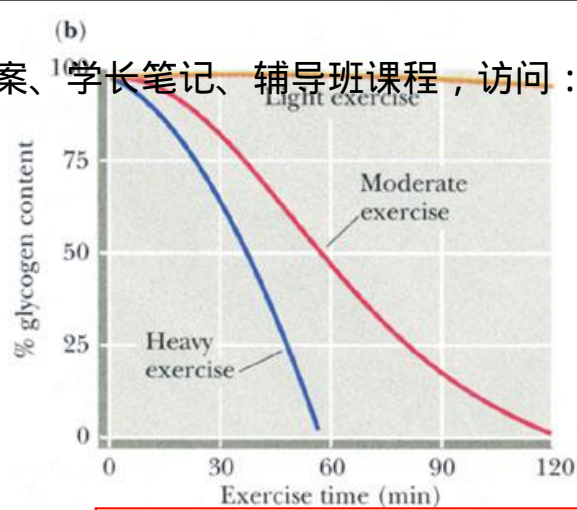 (b)
100
案、学长笔记、辅导班课程，访问：
Light exercise
75
Moderate
exercise
50
% glycogen content
25
Heavy
exercise
0
0 30 60 90 120
Exercise time (min)